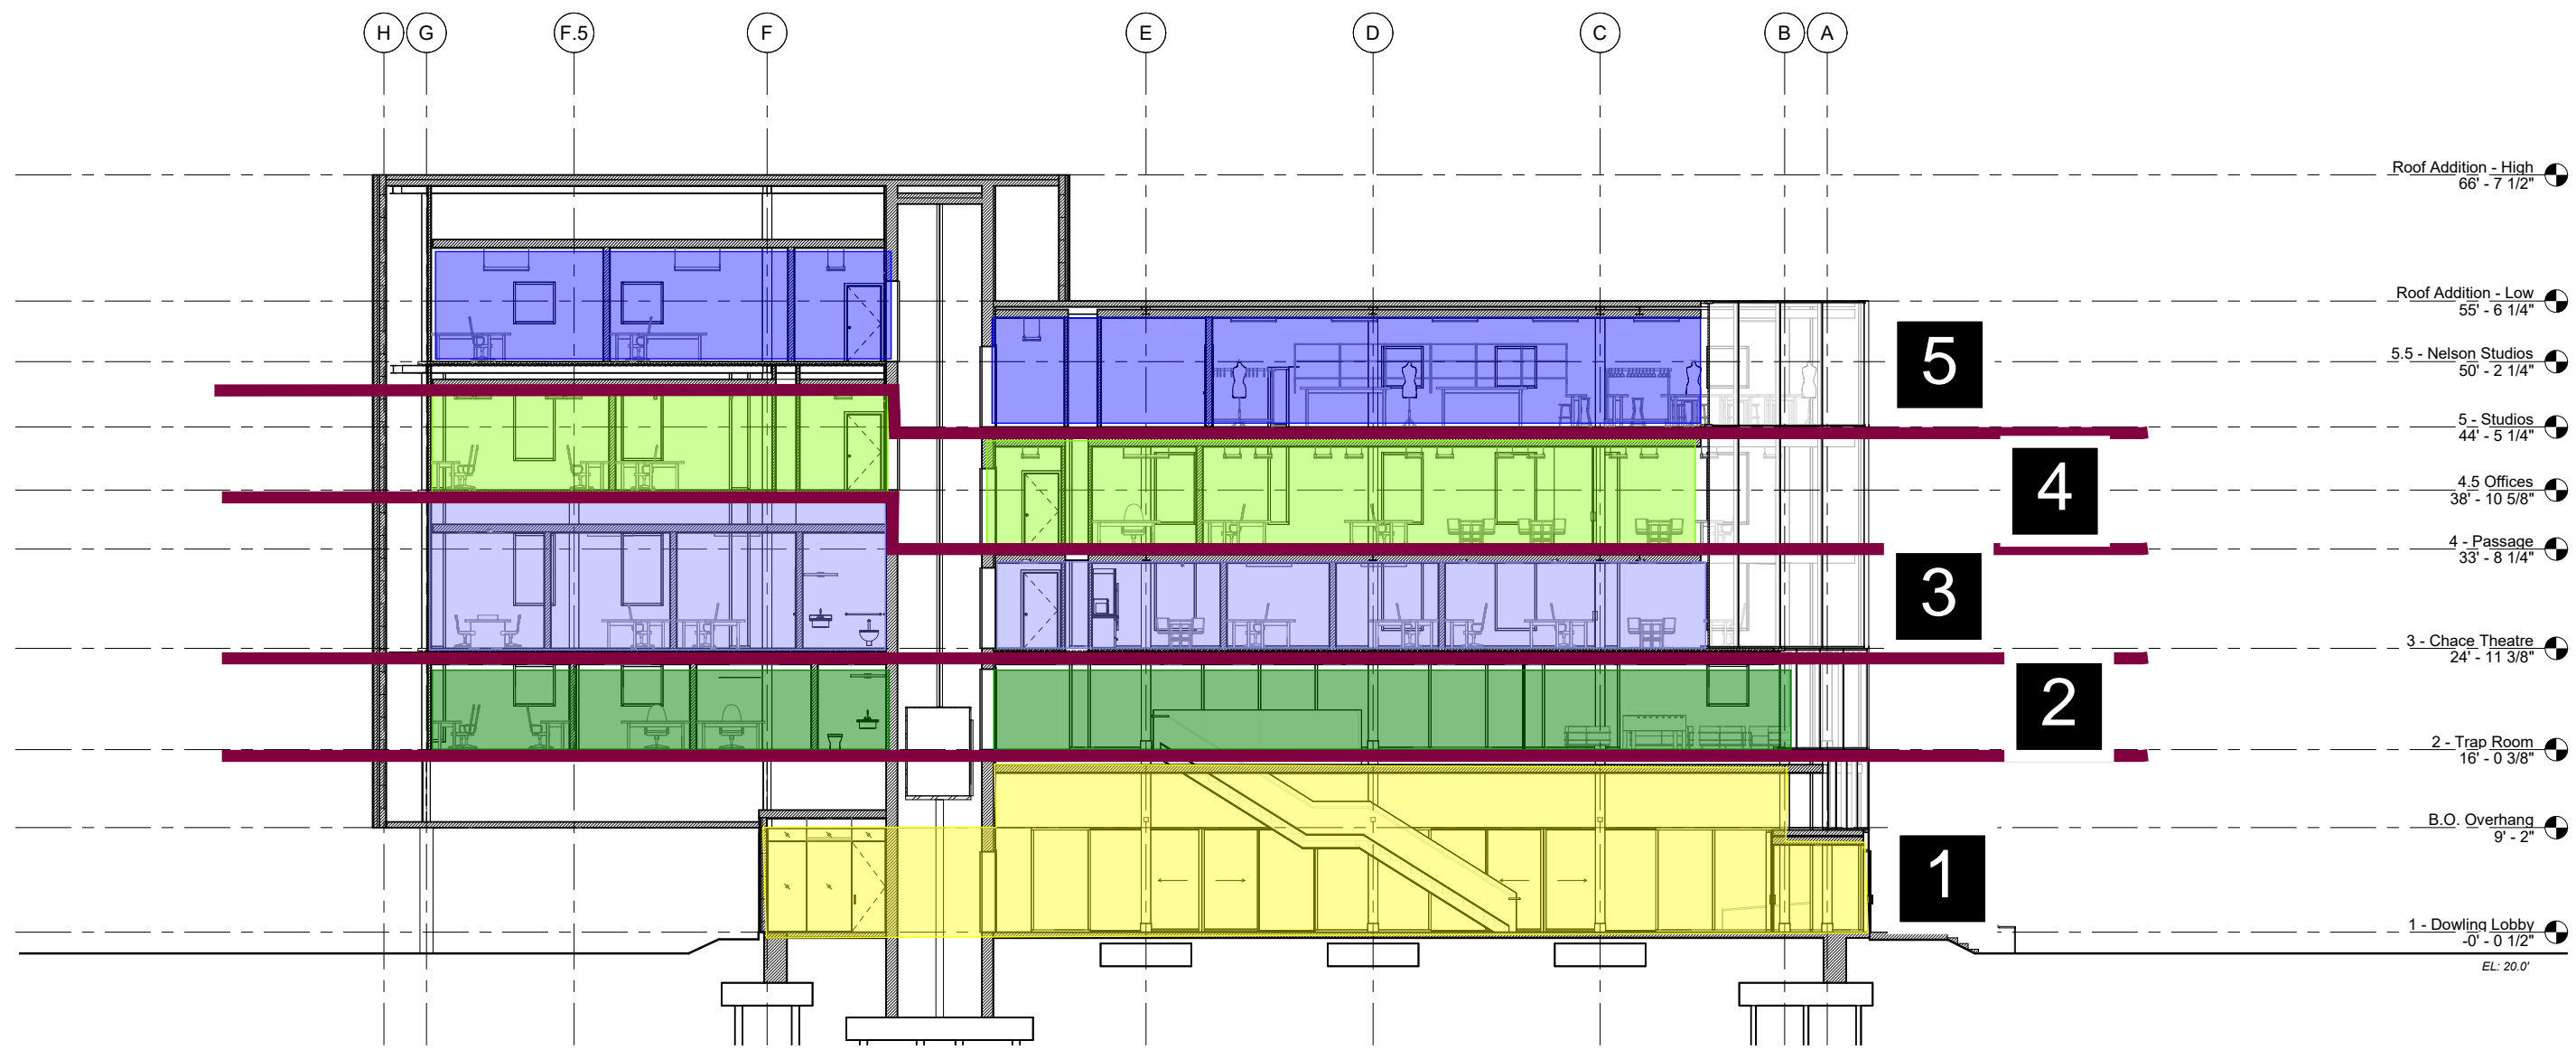 H G F.5 F E D C B A
Roof Addition - High
66' - 7 1/2"
Roof Addition - Low
55' - 6 1/4"
5
5.5 - Nelson Studios
50' - 2 1/4"
5 - Studios
44' - 5 1/4"
4
4.5 Offices
38' - 10 5/8"
4 - Passage
33' - 8 1/4"
3
3 - Chace Theatre
24' - 11 3/8"
2
2 - Trap Room
16' - 0 3/8"
B.O. Overhang
9' - 2"
1
1 - Dowling Lobby
-0' - 0 1/2"
EL: 20.0'